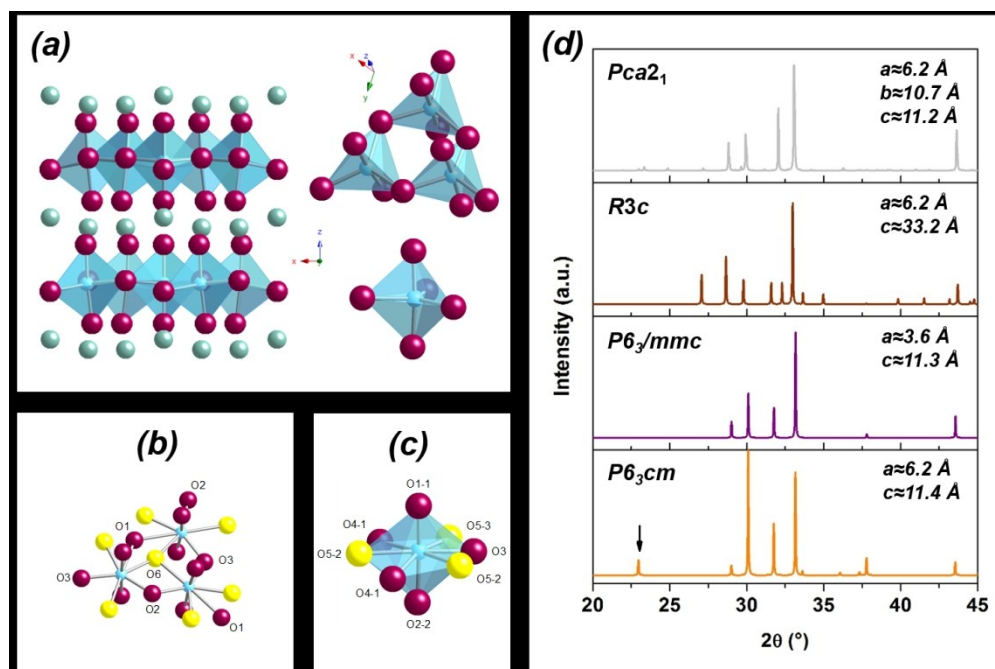 (a)
x z
y
z
x
(b)
O2
O1
O3
O3
O6
O2
O1
(c)
O1-1
O4-1
O5-3
O5-2
O3
O5-2
O4-1
O2-2
(d)
Pca2₁
a≈6.2 Å
b≈10.7 Å
c≈11.2 Å
R3c
a≈6.2 Å
c≈33.2 Å
P6₃/mmc
a≈3.6 Å
c≈11.3 Å
P6₃cm
a≈6.2 Å
c≈11.4 Å
Intensity (a.u.)
20 25 30 35 40 45
2θ (°)